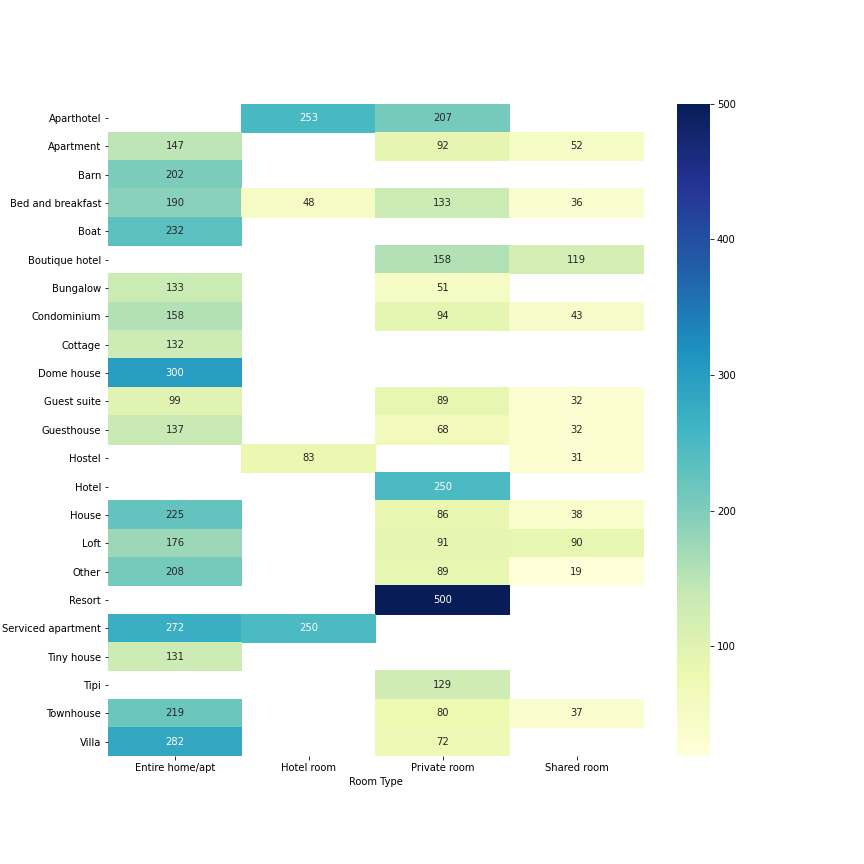 500
Aparthotel 253 207
Apartment 147 92 52
Barn 202
Bed and breakfast 190 48 133 36
Boat 232
400
Boutique hotel 158 119
Bungalow 133 51
Condominium 158 94 43
Cottage 132
Dome house 300
300
Guest suite 99 89 32
Guesthouse 137 68 32
Hostel 83 31
Hotel 250
200
House 225 86 38
Loft 176 91 90
Other 208 89 19
Resort 500
Serviced apartment 272 250
100
Tiny house 131
Tipi 129
Townhouse 219 80 37
Villa 282 72
Entire home/apt Hotel room Private room Shared room
Room Type